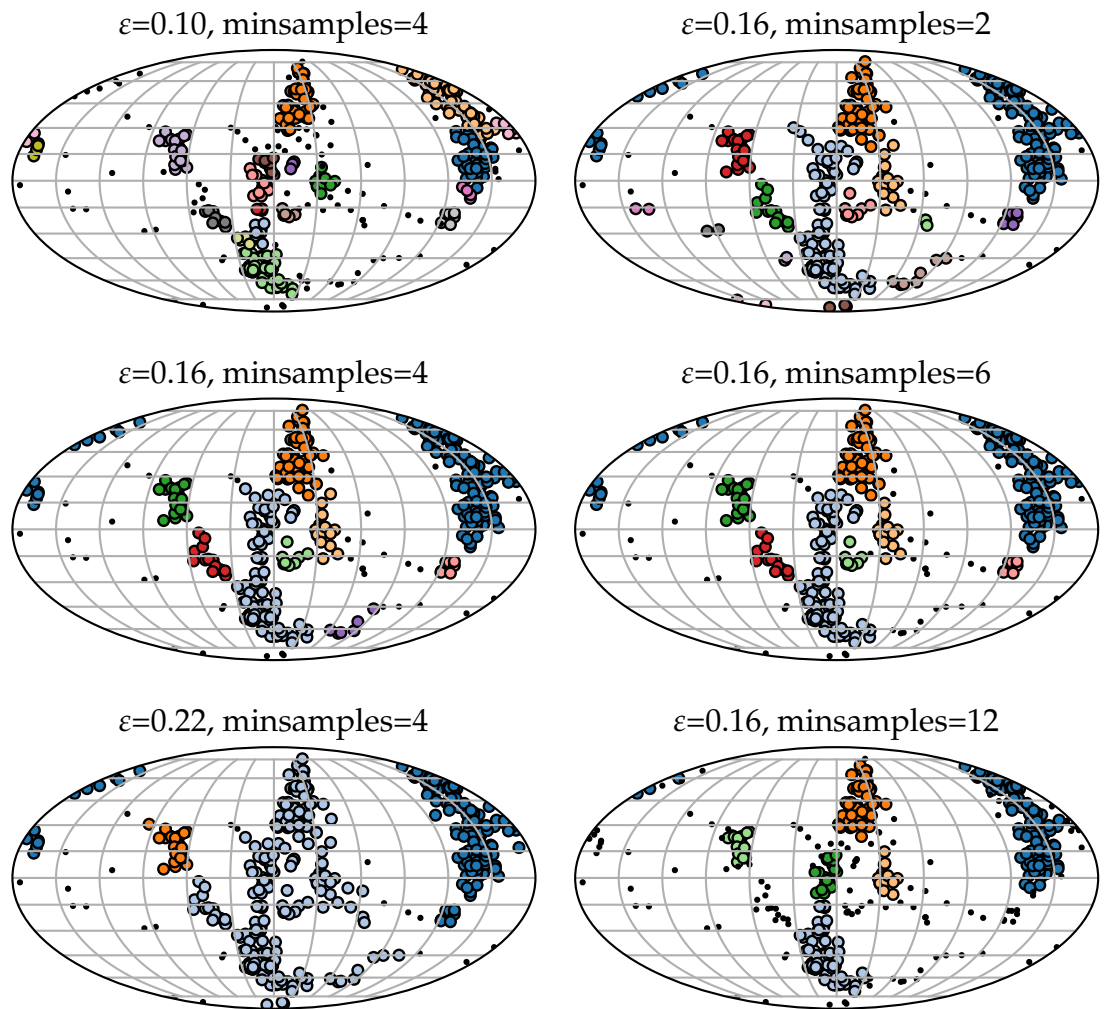 ε=0.10, minsamples=4
ε=0.16, minsamples=2
ε=0.16, minsamples=4
ε=0.16, minsamples=6
ε=0.22, minsamples=4
ε=0.16, minsamples=12